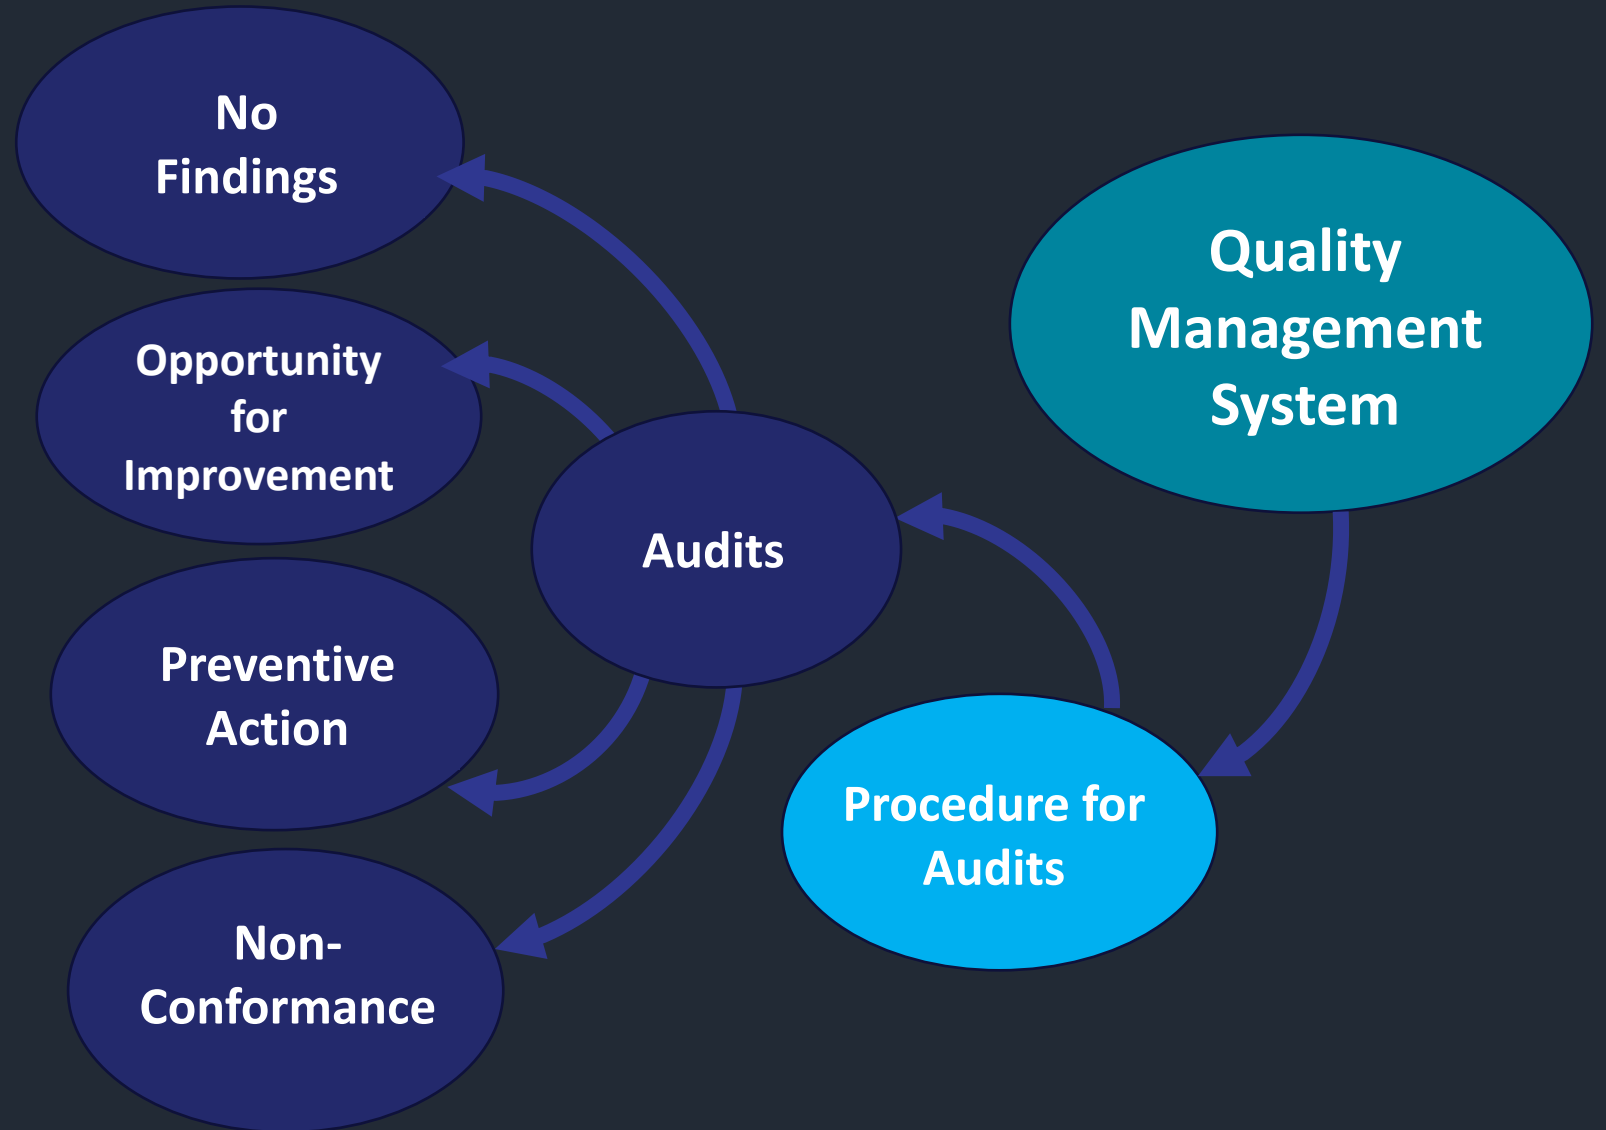 No
Findings
Opportunity
for
Improvement
Preventive
Action
Non-
Conformance
Audits
Procedure for
Audits
Quality
Management
System